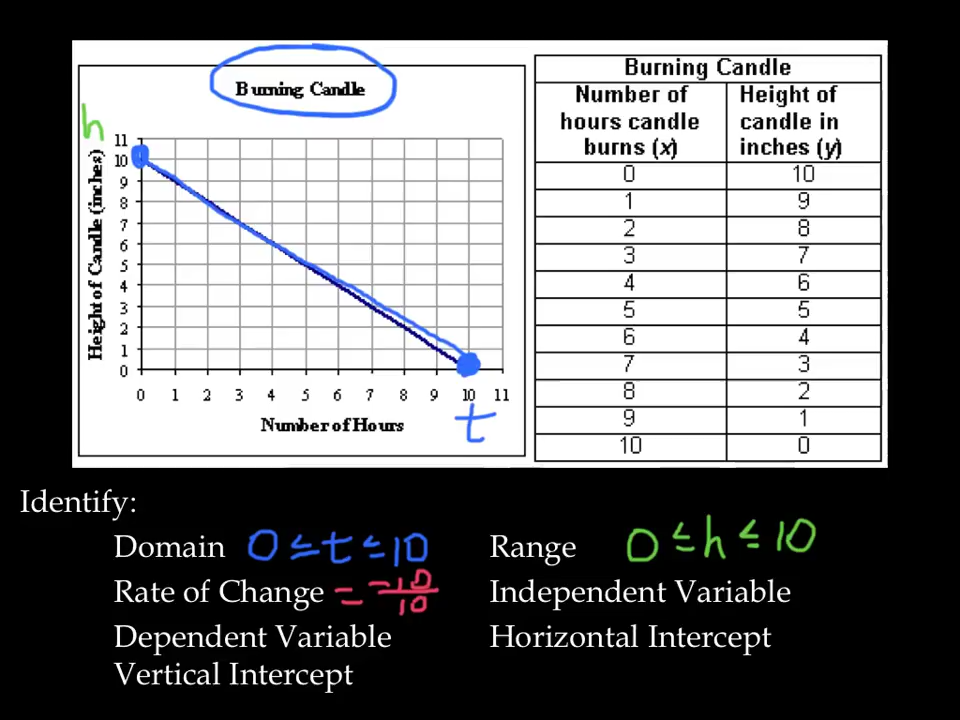 Burning Candle
h
Height of Candle (inches)
11
10
9
8
7
6
5
4
3
2
1
0
0 1 2 3 4 5 6 7 8 9 10 11
Number of Hours
t
Burning Candle
Number of hours candle burns (x) Height of candle in inches (y)
0 10
1 9
2 8
3 7
4 6
5 5
6 4
7 3
8 2
9 1
10 0
Identify:
Domain 0 ≤ t ≤ 10 Range 0 ≤ h ≤ 10
Rate of Change = -10/10 Independent Variable
Dependent Variable Horizontal Intercept
Vertical Intercept